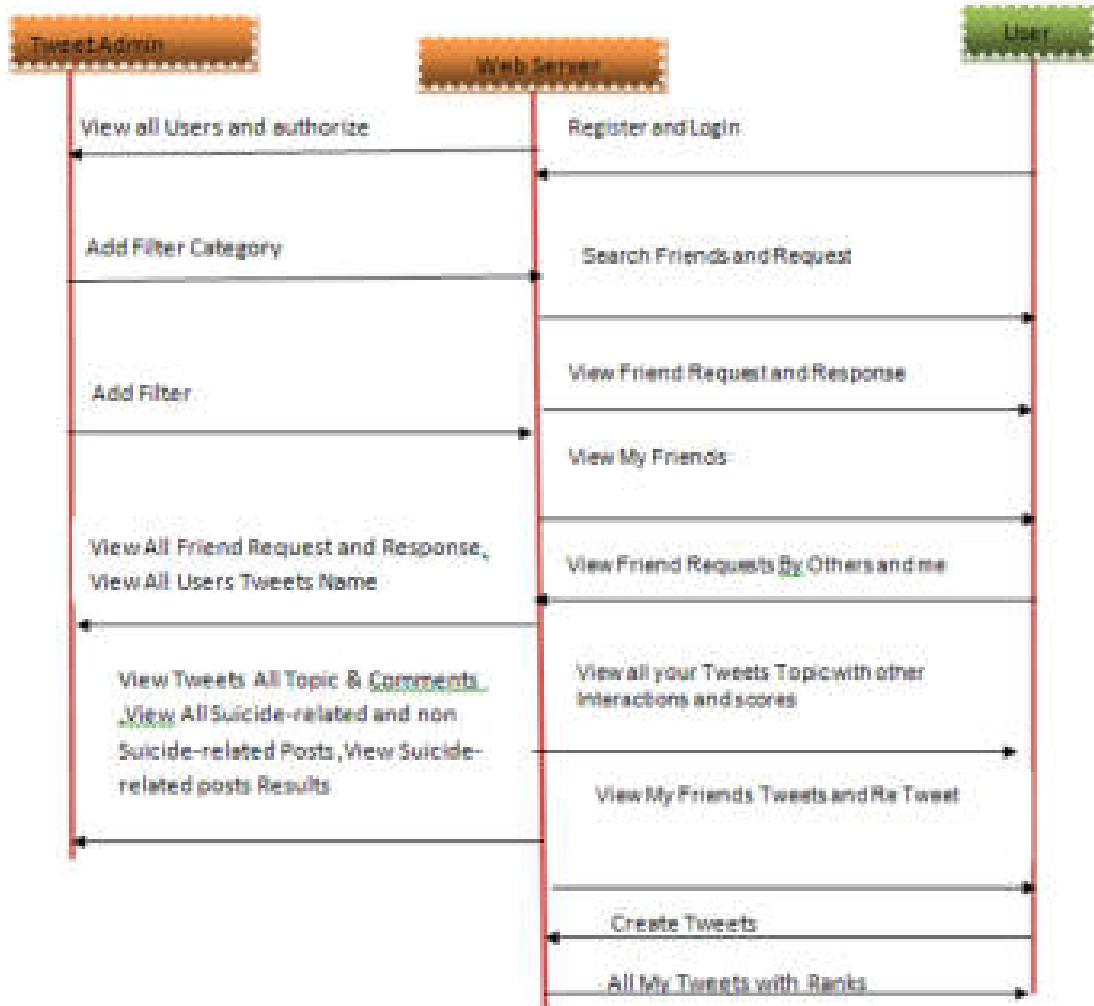 Tweet Admin
Web Server
User
View all Users and authorize
Register and Login
Add Filter Category
Search Friends and Request
View Friend Request and Response
Add Filter
View My Friends
View All Friend Request and Response,
View All Users Tweets Name
View Friend Requests By Others and me
View all your Tweets Topic with other
Interactions and scores
View Tweets All Topic & Comments
,View All Suicide-related and non
Suicide-related Posts ,View Suicide-
related posts Results
View My Friends Tweets and Re Tweet
Create Tweets
All My Tweets with Ranks